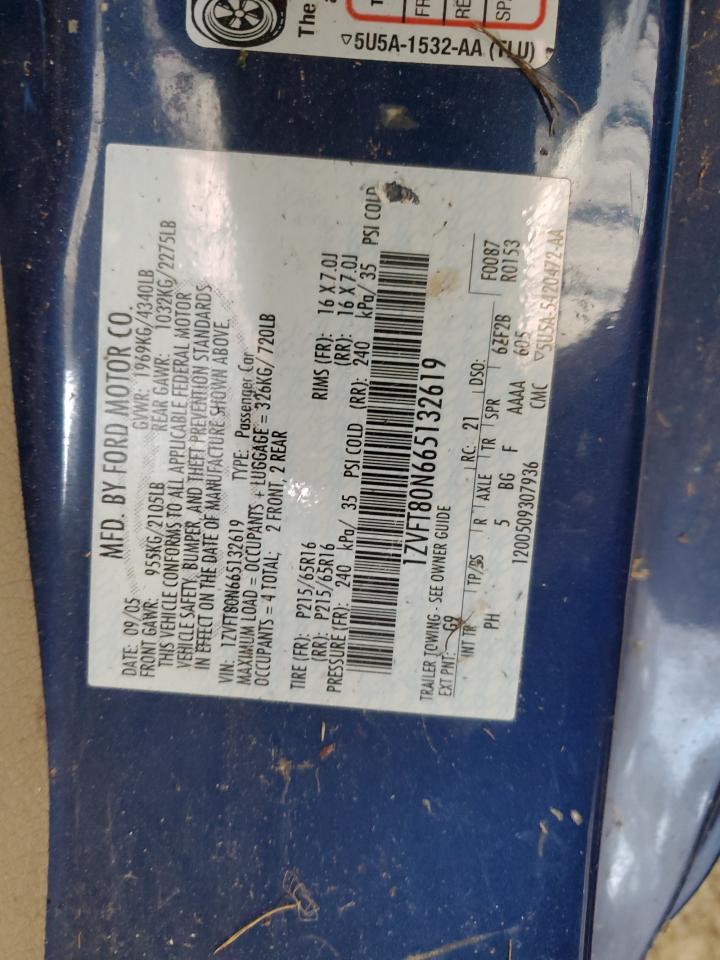 The
FR
RE
SP
▽5U5A-1532-AA (TLU)
MFD. BY FORD MOTOR CO.
DATE: 09/05 GVWR: 1969KG/4340LB
FRONT GAWR: 955KG/2105LB REAR GAWR: 1032KG/2275LB
THIS VEHICLE CONFORMS TO ALL APPLICABLE FEDERAL MOTOR
VEHICLE SAFETY, BUMPER, AND THEFT PREVENTION STANDARDS
IN EFFECT ON THE DATE OF MANUFACTURE SHOWN ABOVE.
VIN: 1ZVFT80N665132619 TYPE: Passenger Car
MAXIMUM LOAD = OCCUPANTS + LUGGAGE = 326KG/720LB
OCCUPANTS = 4 TOTAL; 2 FRONT, 2 REAR
TIRE (FR): P215/65R16 RIMS (FR): 16 X 7.0J
(RR): P215/65R16 (RR): 16 X 7.0J
PRESSURE (FR): 240 kPa/ 35 PSI COLD (RR): 240 kPa/ 35 PSI COLD
1ZVFT80N665132619
TRAILER TOWING - SEE OWNER GUIDE
EXT PNT: G9 RC: 21 DSO: F0087
INT TR TP/PS R AXLE TR SPR 6ZF2B R0153
PH 5 BG F AAAA 6D5
1200509307936 CMC ▽5U5A-5420472-AA